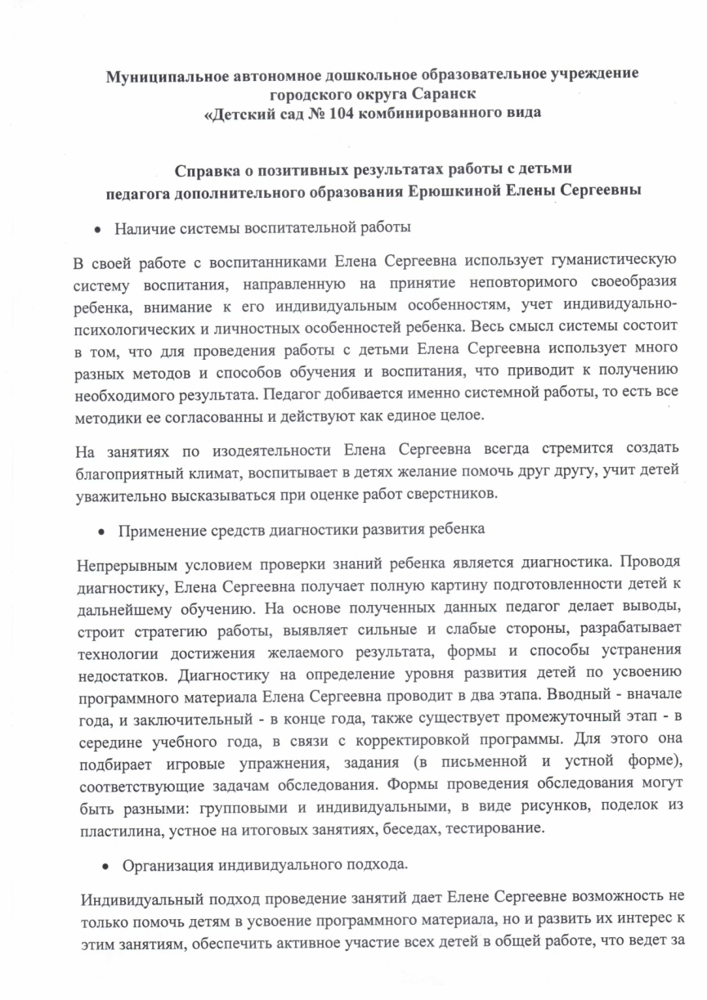 Муниципальное автономное дошкольное образовательное учреждение
городского округа Саранск
«Детский сад № 104 комбинированного вида
Справка о позитивных результатах работы с детьми
педагога дополнительного образования Ерюшкиной Елены Сергеевны
• Наличие системы воспитательной работы
В своей работе с воспитанниками Елена Сергеевна использует гуманистическую
систему воспитания, направленную на принятие неповторимого своеобразия
ребенка, внимание к его индивидуальным особенностям, учет индивидуально-
психологических и личностных особенностей ребенка. Весь смысл системы состоит
в том, что для проведения работы с детьми Елена Сергеевна использует много
разных методов и способов обучения и воспитания, что приводит к получению
необходимого результата. Педагог добивается именно системной работы, то есть все
методики ее согласованны и действуют как единое целое.
На занятиях по изодеятельности Елена Сергеевна всегда стремится создать
благоприятный климат, воспитывает в детях желание помочь друг другу, учит детей
уважительно высказываться при оценке работ сверстников.
• Применение средств диагностики развития ребенка
Непрерывным условием проверки знаний ребенка является диагностика. Проводя
диагностику, Елена Сергеевна получает полную картину подготовленности детей к
дальнейшему обучению. На основе полученных данных педагог делает выводы,
строит стратегию работы, выявляет сильные и слабые стороны, разрабатывает
технологии достижения желаемого результата, формы и способы устранения
недостатков. Диагностику на определение уровня развития детей по усвоению
программного материала Елена Сергеевна проводит в два этапа. Вводный - вначале
года, и заключительный - в конце года, также существует промежуточный этап - в
середине учебного года, в связи с корректировкой программы. Для этого она
подбирает игровые упражнения, задания (в письменной и устной форме),
соответствующие задачам обследования. Формы проведения обследования могут
быть разными: групповыми и индивидуальными, в виде рисунков, поделок из
пластилина, устное на итоговых занятиях, беседах, тестирование.
• Организация индивидуального подхода.
Индивидуальный подход проведение занятий дает Елене Сергеевне возможность не
только помочь детям в усвоение программного материала, но и развить их интерес к
этим занятиям, обеспечить активное участие всех детей в общей работе, что ведет за